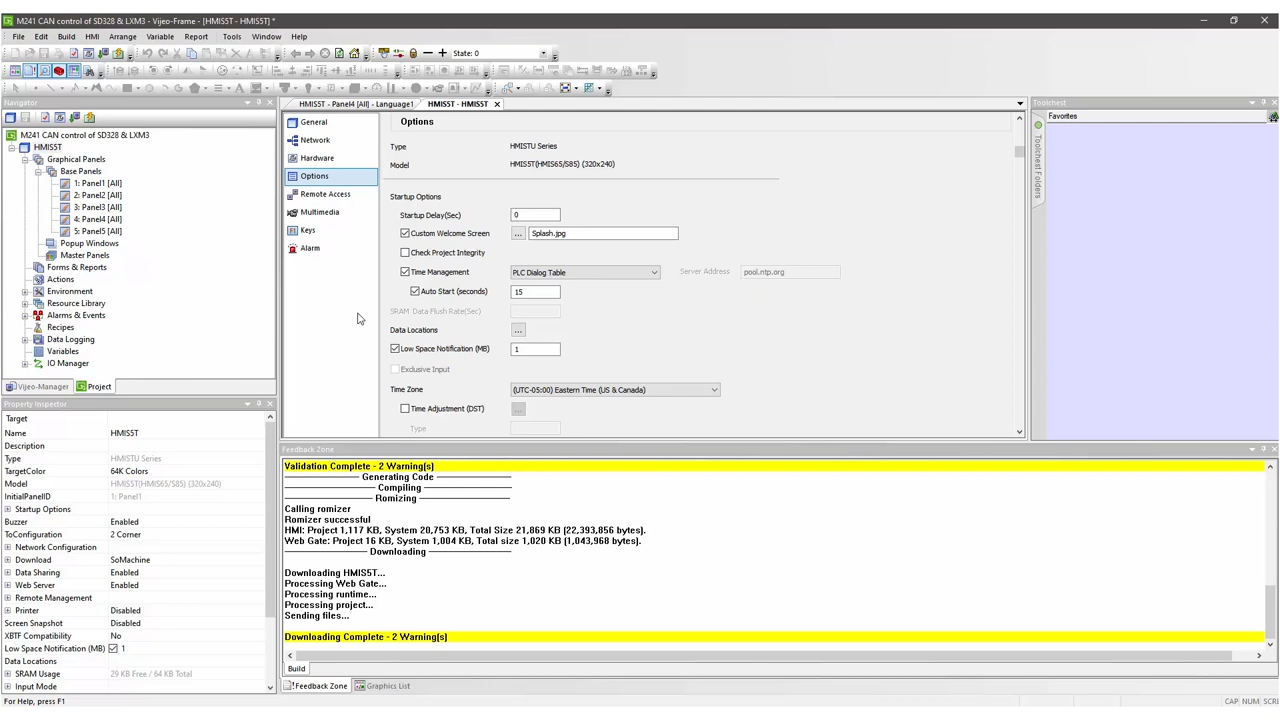 M241 CAN control of SD328 & LXM3 - Vijeo-Frame - [HMIS5T - HMIS5T] *
File Edit Build HMI Arrange Variable Report Tools Window Help
State: 0
Navigator
M241 CAN control of SD328 & LXM3
HMIS5T
Graphical Panels
Base Panels
1: Panel1 [All]
2: Panel2 [All]
3: Panel3 [All]
4: Panel4 [All]
5: Panel5 [All]
Popup Windows
Master Panels
Forms & Reports
Actions
Environment
Resource Library
Alarms & Events
Recipes
Data Logging
Variables
IO Manager
Vijeo-Manager Project
Property Inspector
Target
Name HMIS5T
Description
Type HMISTU Series
TargetColor 64K Colors
Model HMIS5T(HMIS65/S85) (320x240)
InitialPanelID 1: Panel1
Startup Options
Buzzer Enabled
ToConfiguration 2 Corner
Network Configuration
Download SoMachine
Data Sharing Enabled
Web Server Enabled
Remote Management
Printer Disabled
Screen Snapshot Disabled
XBTF Compatibility No
Low Space Notification (MB) 1
Data Locations
SRAM Usage 29 KB Free / 64 KB Total
Input Mode
HMIS5T - Panel4 [All] - Language1 HMIS5T - HMIS5T
General
Network
Hardware
Options
Remote Access
Multimedia
Keys
Alarm
Options
Type HMISTU Series
Model HMIS5T(HMIS65/S85) (320x240)
Startup Options
Startup Delay(Sec) 0
Custom Welcome Screen ... Splash.jpg
Check Project Integrity
Time Management PLC Dialog Table Server Address pool.ntp.org
Auto Start (seconds) 15
SRAM Data Flush Rate(Sec)
Data Locations ...
Low Space Notification (MB) 1
Exclusive Input
Time Zone (UTC-05:00) Eastern Time (US & Canada)
Time Adjustment (DST) ...
Type
Toolchest
Favorites
Toolchest Folders
Feedback Zone
Validation Complete - 2 Warning(s)
Generating Code
Compiling
Romizing
Calling romizer
Romizer successful
HMI: Project 1,117 KB, System 20,753 KB, Total Size 21,869 KB (22,393,856 bytes).
Web Gate: Project 16 KB, System 1,004 KB, Total size 1,020 KB (1,043,968 bytes).
Downloading
Downloading HMIS5T...
Processing Web Gate...
Processing runtime...
Processing project...
Sending files...
Downloading Complete - 2 Warning(s)
Build
!Feedback Zone Graphics List
For Help, press F1
CAP NUM SCRL